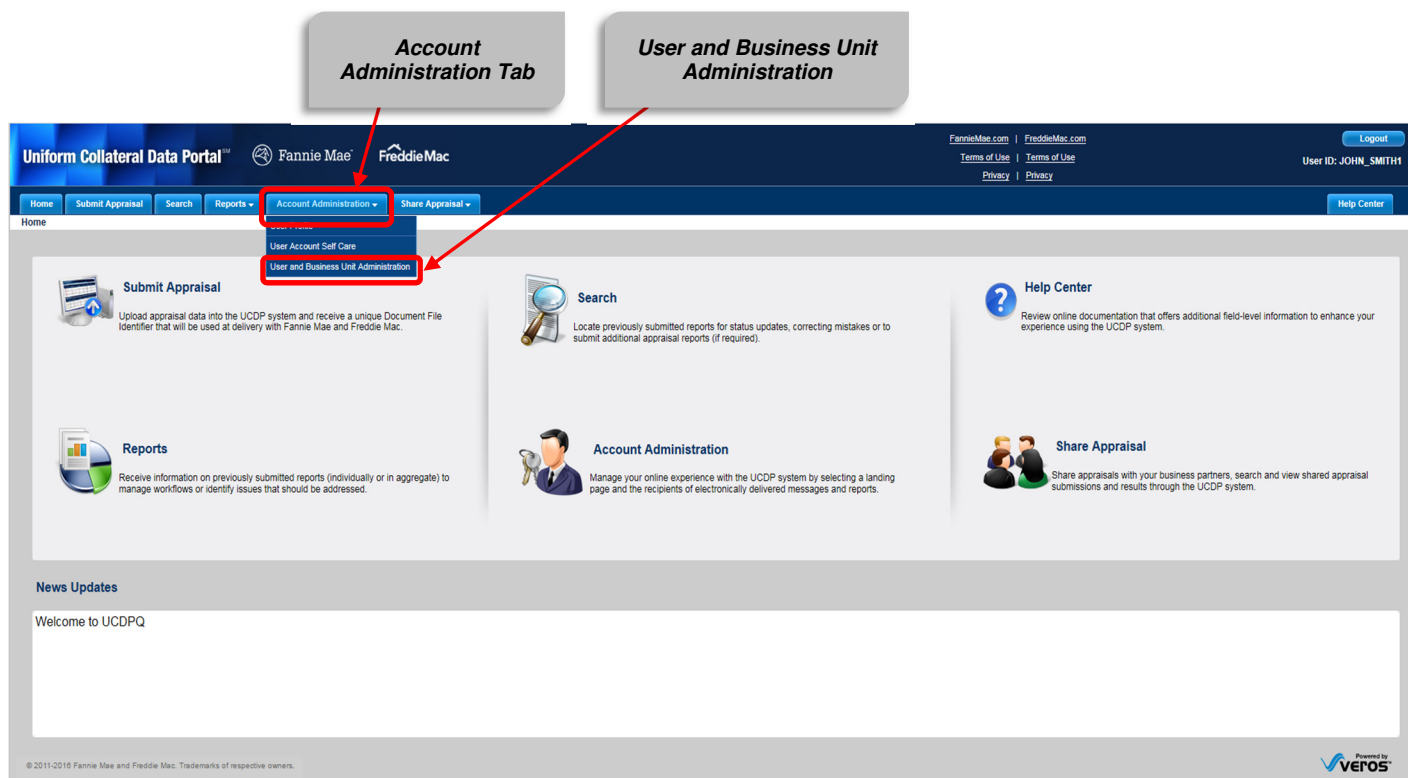 Account
Administration Tab
User and Business Unit
Administration
Uniform Collateral Data Portal℠
Fannie Mae
Freddie Mac
FannieMae.com | FreddieMac.com
Terms of Use | Terms of Use
Privacy | Privacy
Logout
User ID: JOHN_SMITH1
Home Submit Appraisal Search Reports Account Administration Share Appraisal Help Center
Home
User Profile
User Account Self Care
User and Business Unit Administration
Submit Appraisal
Upload appraisal data into the UCDP system and receive a unique Document File
Identifier that will be used at delivery with Fannie Mae and Freddie Mac.
Search
Locate previously submitted reports for status updates, correcting mistakes or to
submit additional appraisal reports (if required).
Help Center
Review online documentation that offers additional field-level information to enhance your
experience using the UCDP system.
Reports
Receive information on previously submitted reports (individually or in aggregate) to
manage workflows or identify issues that should be addressed.
Account Administration
Manage your online experience with the UCDP system by selecting a landing
page and the recipients of electronically delivered messages and reports.
Share Appraisal
Share appraisals with your business partners, search and view shared appraisal
submissions and results through the UCDP system.
News Updates
Welcome to UCDPQ
© 2011-2016 Fannie Mae and Freddie Mac. Trademarks of respective owners.
Powered by
veros